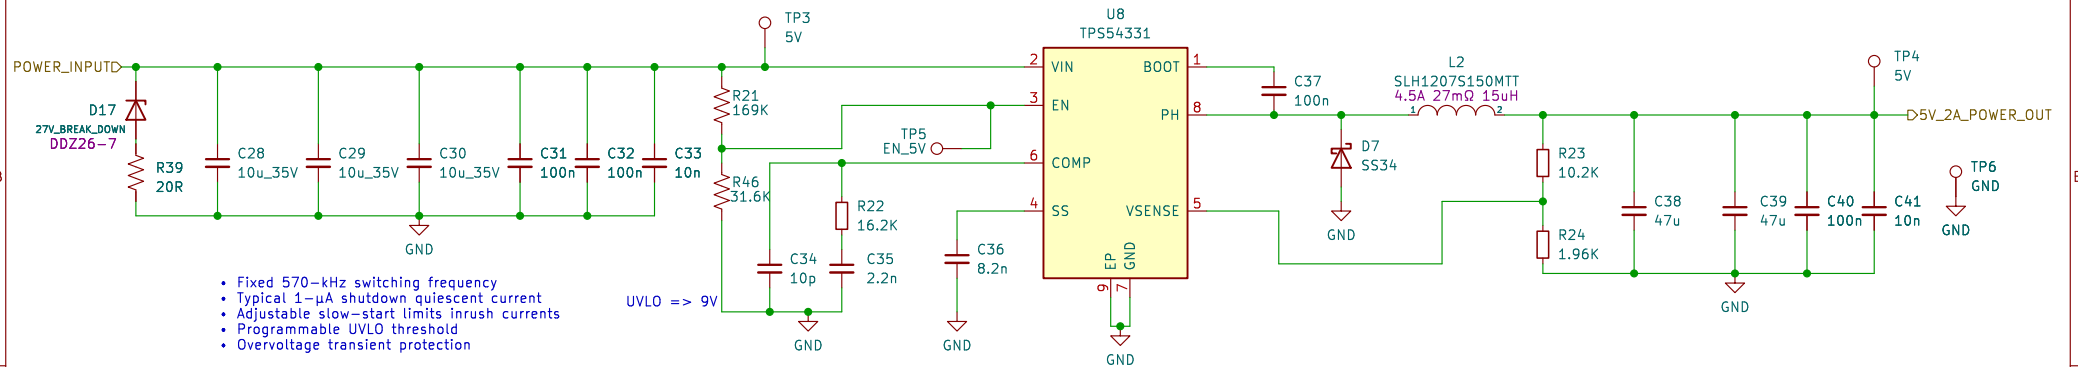 U8
TPS54331
TP3
5V
POWER_INPUT
2
VIN
BOOT
1
L2
SLH1207S150MTT
4.5A 27mΩ 15uH
1
2
TP4
5V
D17
27V_BREAK_DOWN
DDZ26-7
R21
169K
3
EN
C37
100n
PH
8
5V_2A_POWER_OUT
TP5
EN_5V
R39
20R
C28
10u_35V
C29
10u_35V
C30
10u_35V
C31
100n
C32
100n
C33
10n
6
COMP
D7
SS34
R23
10.2K
TP6
GND
R46
31.6K
R22
16.2K
4
SS
VSENSE
5
C38
47u
C39
47u
C40
100n
C41
10n
GND
GND
GND
R24
1.96K
C34
10p
C35
2.2n
C36
8.2n
EP
GND
9
7
UVLO => 9V
GND
GND
GND
GND
• Fixed 570-kHz switching frequency
• Typical 1-μA shutdown quiescent current
• Adjustable slow-start limits inrush currents
• Programmable UVLO threshold
• Overvoltage transient protection